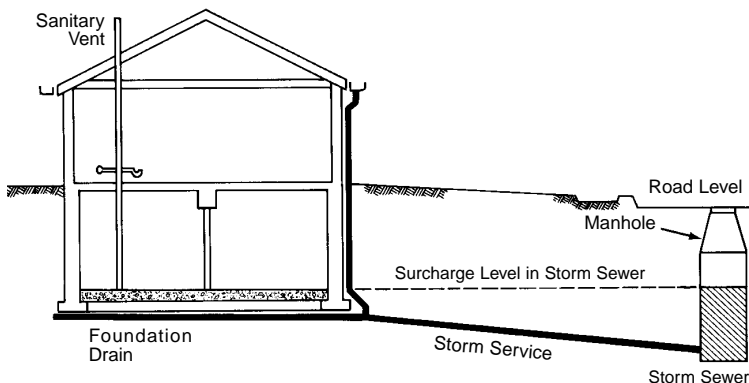 Sanitary
Vent
Road Level
Manhole
Surcharge Level in Storm Sewer
Foundation
Drain
Storm Service
Storm Sewer